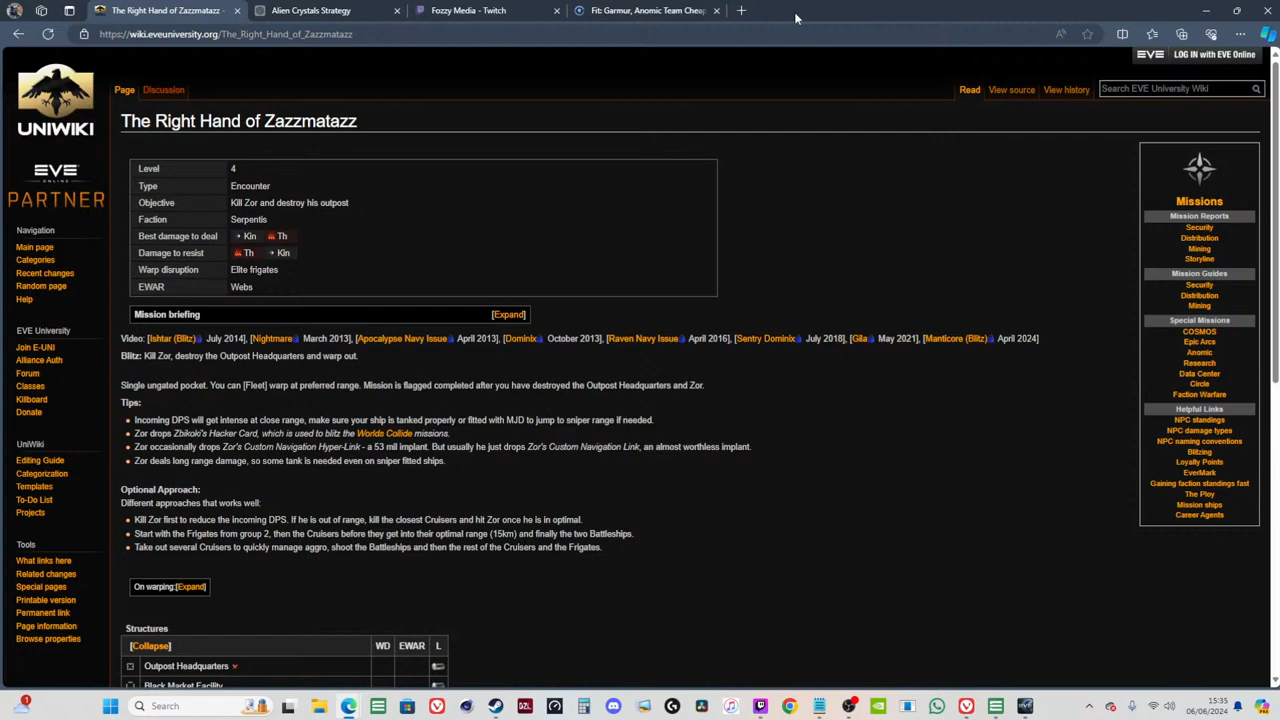 The Right Hand of Zazzmatazz -
Alien Crystals Strategy
Fozzy Media - Twitch
Fit: Garmur, Anomic Team Cheap
https://wiki.eveuniversity.org/The_Right_Hand_of_Zazzmatazz
EVE LOG IN with EVE Online
UNIWIKI
EVE
ONLINE
PARTNER
Page Discussion
Read View source View history
Search EVE University Wiki
The Right Hand of Zazzmatazz
Level 4
Type Encounter
Objective Kill Zor and destroy his outpost
Faction Serpentis
Best damage to deal Kin Th
Damage to resist Th Kin
Warp disruption Elite frigates
EWAR Webs
Mission briefing [Expand]
Video: [Ishtar (Blitz) July 2014], [Nightmare March 2013], [Apocalypse Navy Issue April 2013], [Dominix October 2013], [Raven Navy Issue April 2016], [Sentry Dominix July 2018], [Gila May 2021], [Manticore (Blitz) April 2024]
Blitz: Kill Zor, destroy the Outpost Headquarters and warp out.
Single ungated pocket. You can [Fleet] warp at preferred range. Mission is flagged completed after you have destroyed the Outpost Headquarters and Zor.
Tips:
Incoming DPS will get intense at close range, make sure your ship is tanked properly or fitted with MJD to jump to sniper range if needed.
Zor drops Zbikoki's Hacker Card, which is used to blitz the Worlds Collide missions.
Zor occasionally drops Zor's Custom Navigation Hyper-Link - a 53 mil implant. But usually he just drops Zor's Custom Navigation Link, an almost worthless implant.
Zor deals long range damage, so some tank is needed even on sniper fitted ships.
Optional Approach:
Different approaches that works well:
Kill Zor first to reduce the incoming DPS. If he is out of range, kill the closest Cruisers and hit Zor once he is in optimal.
Start with the Frigates from group 2, then the Cruisers before they get into their optimal range (15km) and finally the two Battleships.
Take out several Cruisers to quickly manage aggro, shoot the Battleships and then the rest of the Cruisers and the Frigates.
On warping:[Expand]
Structures
[Collapse] WD EWAR L
Outpost Headquarters
Black Market Facility
Navigation
Main page
Categories
Recent changes
Random page
Help
EVE University
Join E-UNI
Alliance Auth
Forum
Classes
Killboard
Donate
UniWiki
Editing Guide
Categorization
Templates
To-Do List
Projects
Tools
What links here
Related changes
Special pages
Printable version
Permanent link
Page information
Browse properties
Missions
Mission Reports
Security
Distribution
Mining
Storyline
Mission Guides
Security
Distribution
Mining
Special Missions
COSMOS
Epic Arcs
Anomic
Research
Data Center
Circle
Faction Warfare
Helpful Links
NPC standings
NPC damage types
NPC naming conventions
Blitzing
Loyalty Points
EverMark
Gaining faction standings fast
The Ploy
Mission ships
Career Agents
1
Search
15:35
06/06/2024